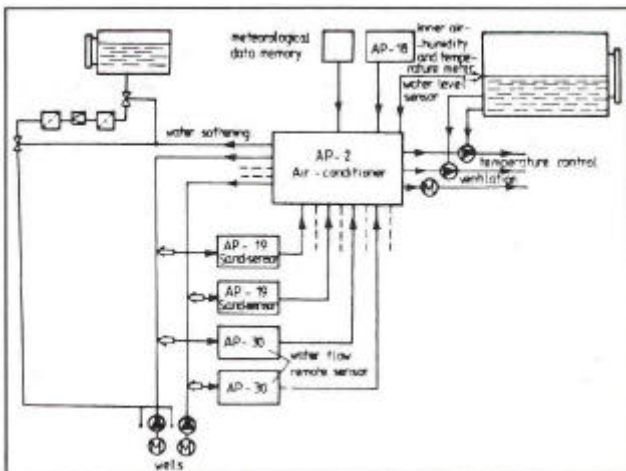 meteorological
data memory
AP-18
inner air-
humidity
and tempe-
rature meter
water level
sensor
water softening
AP-2
Air-conditioner
temperature control
ventilation
M
AP-19
Sand-sensor
AP-19
Sand-sensor
AP-30
water flow
remote sensor
AP-30
M
M
wells